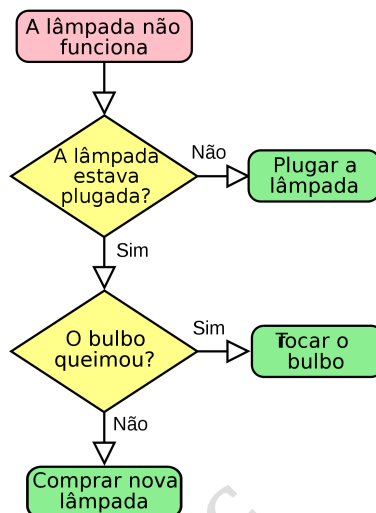 A lâmpada não
funciona
A lâmpada
estava
plugada?
Não
Plugar a
lâmpada
Sim
O bulbo
queimou?
Sim
Trocar o
bulbo
Não
Comprar nova
lâmpada